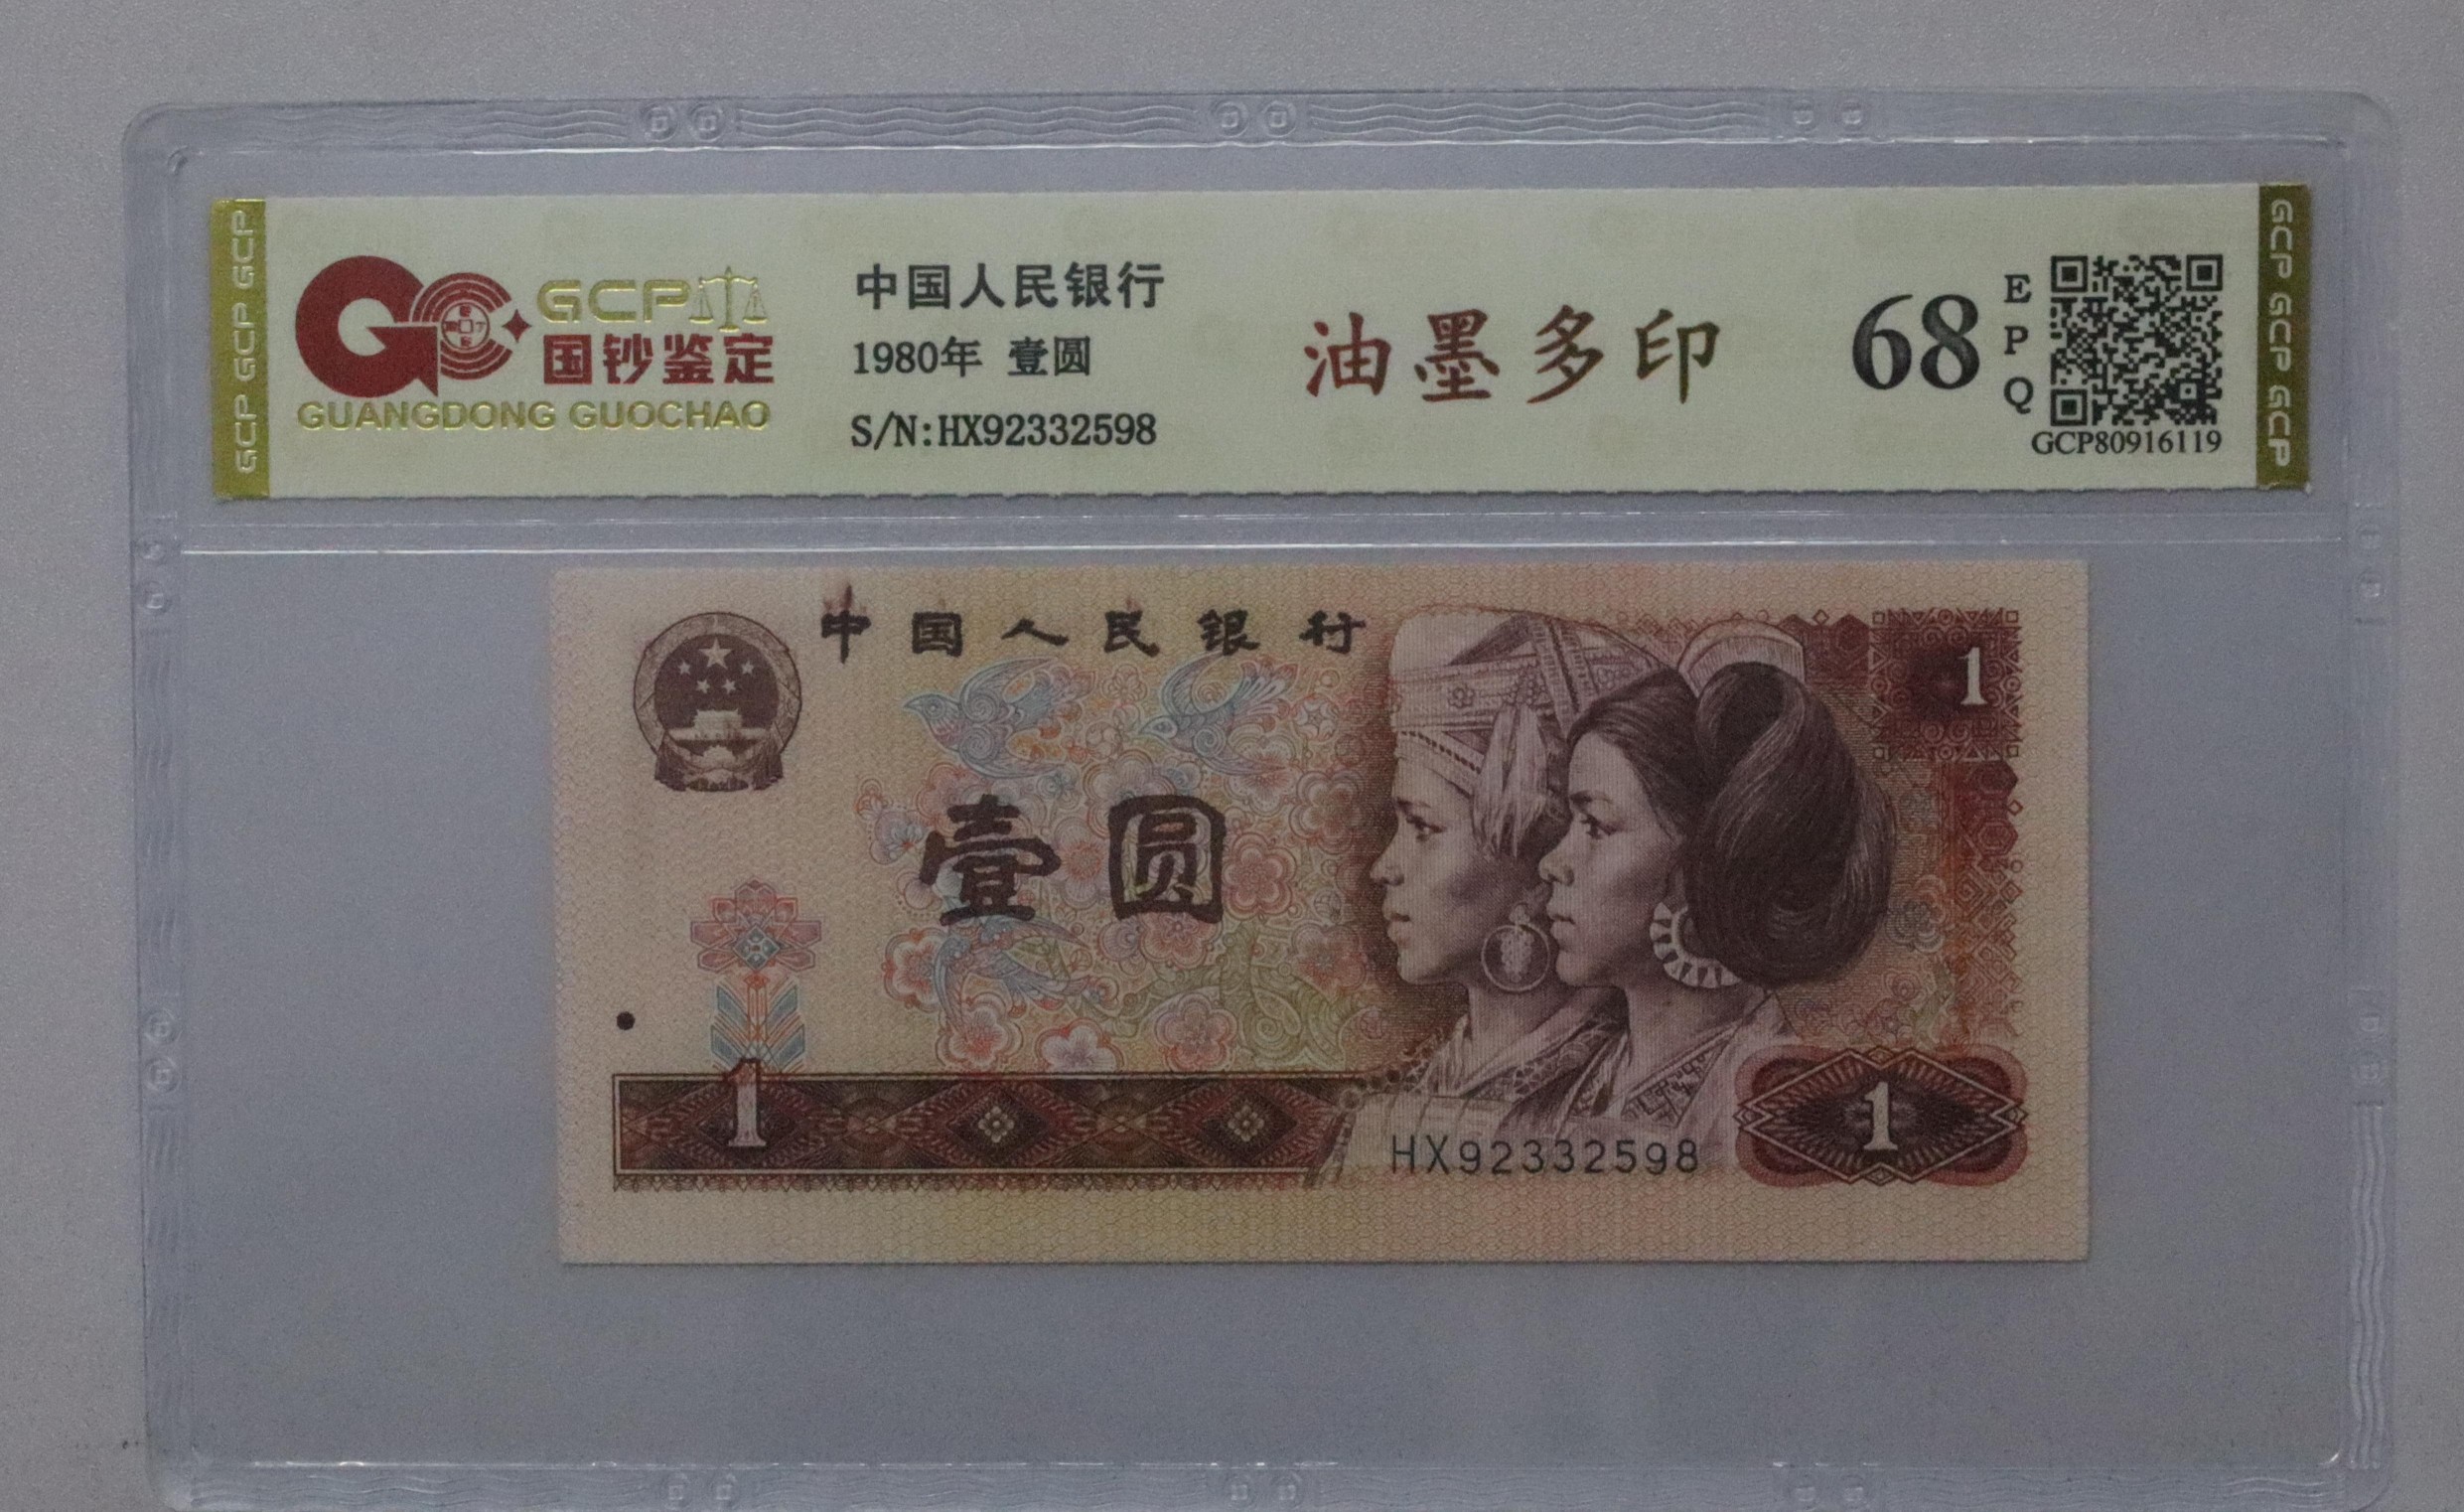 GCP GCP GCP
GCP
国钞鉴定
GUANGDONG GUOCHAO
中国人民银行
1980年 壹圆
S/N:HX92332598
油墨多印
68
EPQ
GCP80916119
GCP GCP GCP
中国人民银行
1
壹圆
1
1
HX92332598